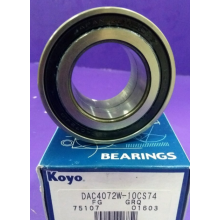 BEARINGS
Koyo
DAC4072W-10CS74
FG GRQ
75107 01603